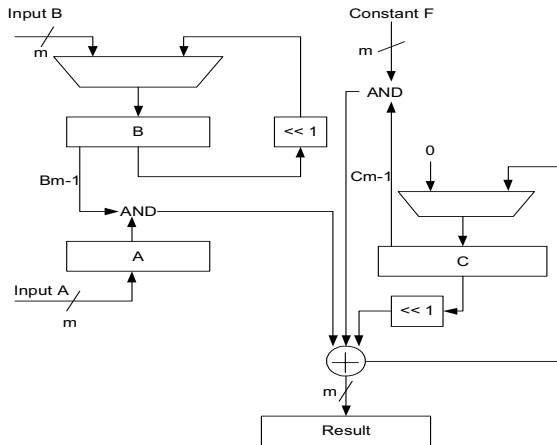 Input B
Constant F
m
m
AND
B
<< 1
0
Bm-1
Cm-1
AND
A
C
Input A
m
<< 1
m
Result